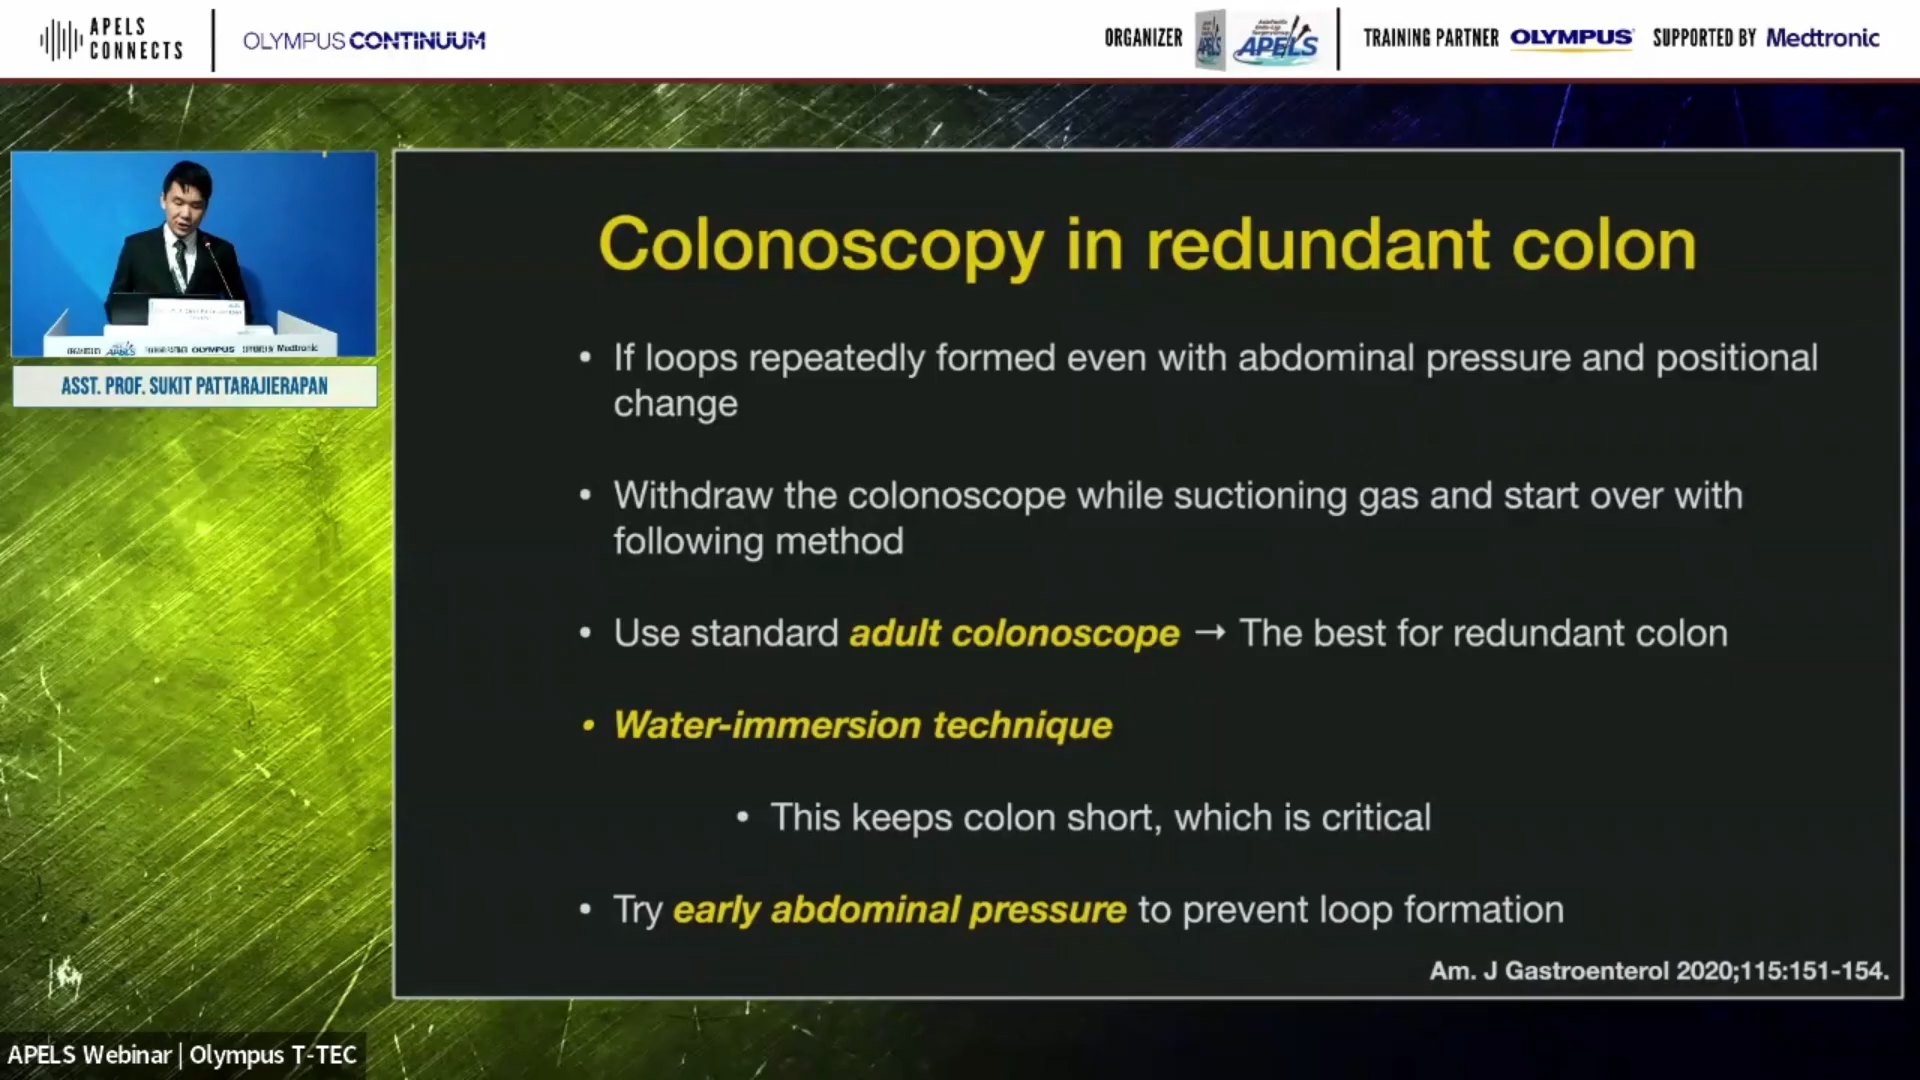 APELS
CONNECTS
OLYMPUS CONTINUUM
ORGANIZER
APELS
TRAINING PARTNER OLYMPUS
SUPPORTED BY Medtronic
ASST. PROF. SUKIT PATTARAJIERAPAN
Colonoscopy in redundant colon
• If loops repeatedly formed even with abdominal pressure and positional
change
• Withdraw the colonoscope while suctioning gas and start over with
following method
• Use standard adult colonoscope → The best for redundant colon
• Water-immersion technique
• This keeps colon short, which is critical
• Try early abdominal pressure to prevent loop formation
Am. J Gastroenterol 2020;115:151-154.
APELS Webinar | Olympus T-TEC